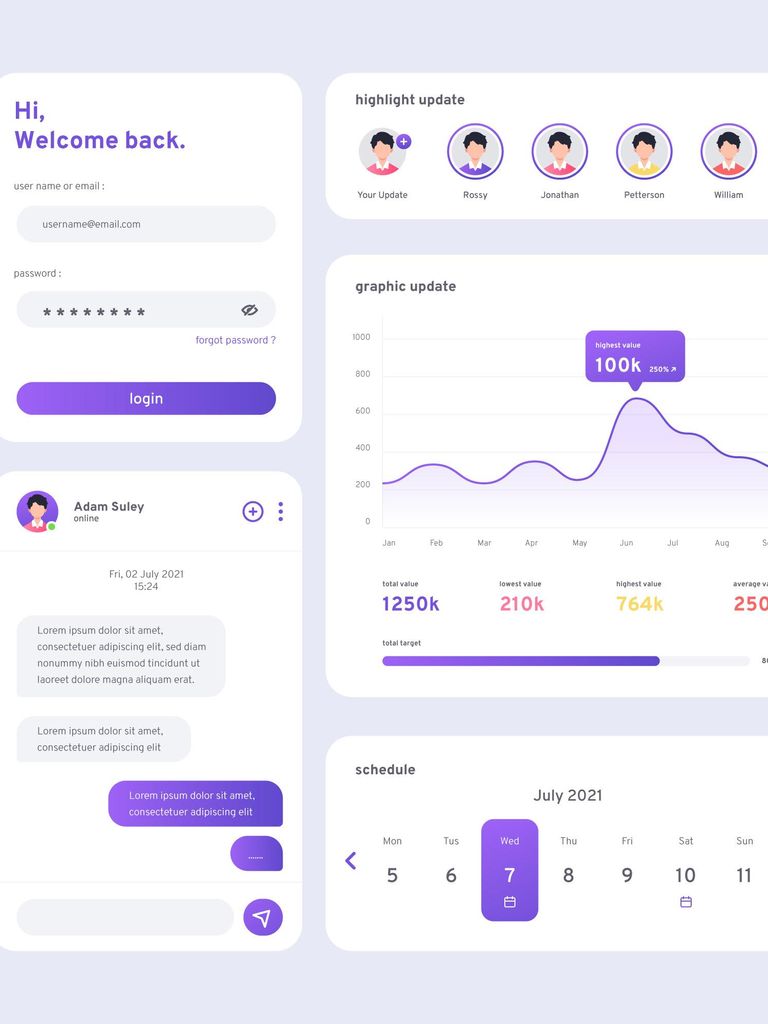 Hi,
Welcome back.
user name or email :
username@email.com
password :
********
forgot password ?
login
Adam Suley
online
Fri, 02 July 2021
15:24
Lorem ipsum dolor sit amet,
consectetuer adipiscing elit, sed diam
nonummy nibh euismod tincidunt ut
laoreet dolore magna aliquam erat.
Lorem ipsum dolor sit amet,
consectetuer adipiscing elit
Lorem ipsum dolor sit amet,
consectetuer adipiscing elit
.......
highlight update
Your Update Rossy Jonathan Petterson William
graphic update
highest value
100k 250%
1000
800
600
400
200
0
Jan Feb Mar Apr May Jun Jul Aug
total value lowest value highest value average
1250k 210k 764k 250
total target
schedule
July 2021
Mon Tus Wed Thu Fri Sat Sun
5 6 7 8 9 10 11